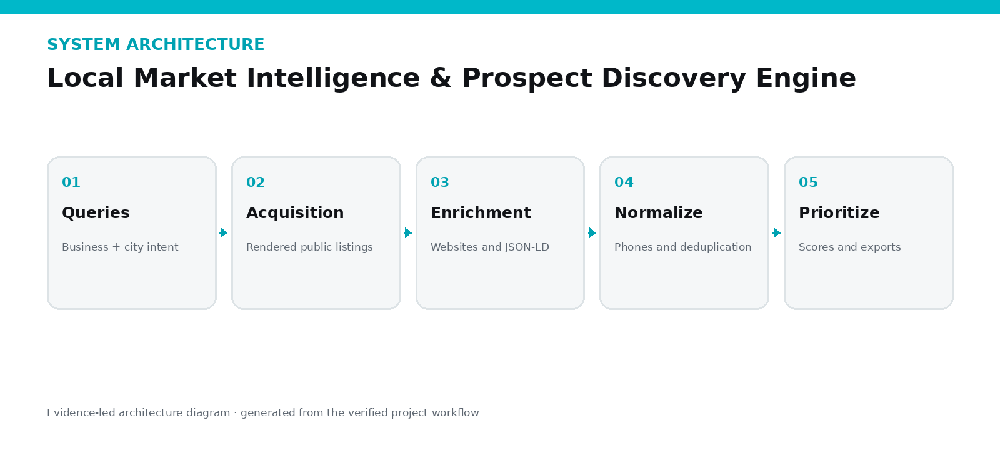 SYSTEM ARCHITECTURE
Local Market Intelligence & Prospect Discovery Engine
01
Queries
Business + city intent
02
Acquisition
Rendered public listings
03
Enrichment
Websites and JSON-LD
04
Normalize
Phones and deduplication
05
Prioritize
Scores and exports
Evidence-led architecture diagram · generated from the verified project workflow